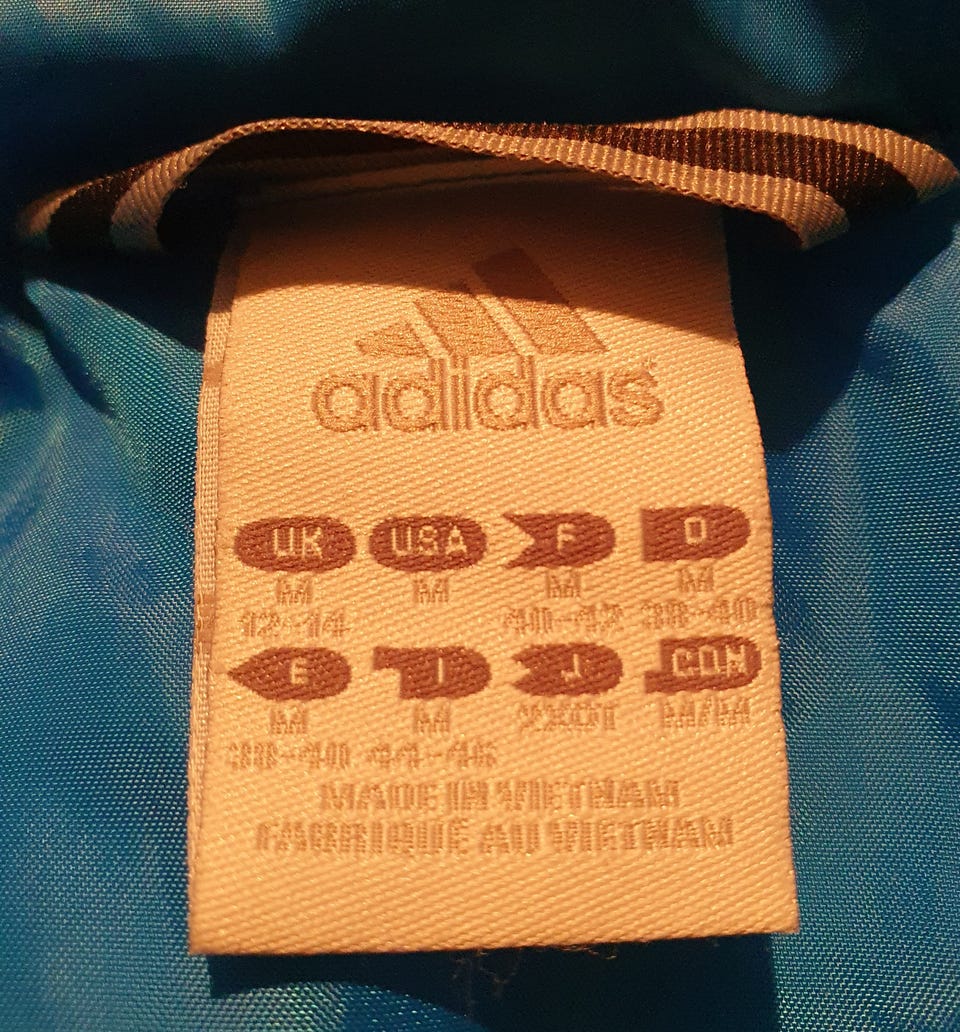 adidas
UK USA F D
M M M M
12-14 40-42 38-40
E I J CDN
M M 2XOT M/M
38-40 44-46
MADE IN VIETNAM
FABRIQUÉ AU VIETNAM